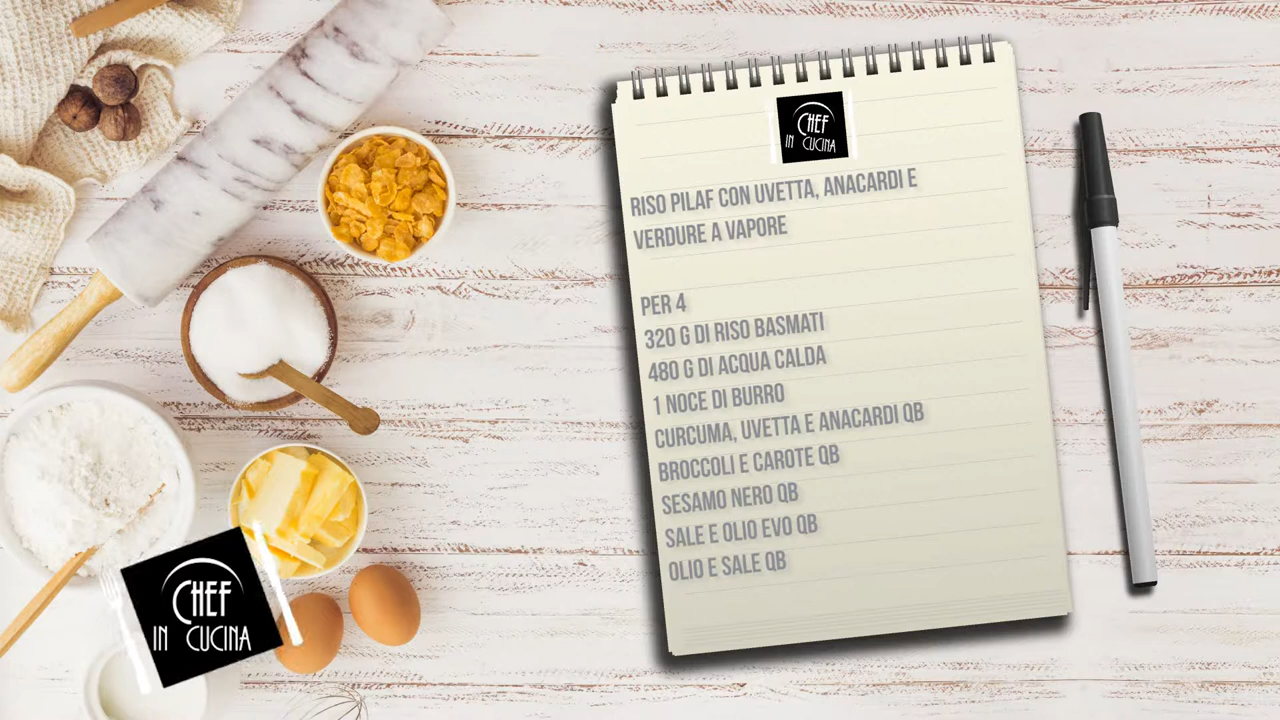 CHEF
IN CUCINA
RISO PILAF CON UVETTA, ANACARDI E
VERDURE A VAPORE
PER 4
320 G DI RISO BASMATI
480 G DI ACQUA CALDA
1 NOCE DI BURRO
CURCUMA, UVETTA E ANACARDI QB
BROCCOLI E CAROTE QB
SESAMO NERO QB
SALE E OLIO EVO QB
OLIO E SALE QB
CHEF
IN CUCINA